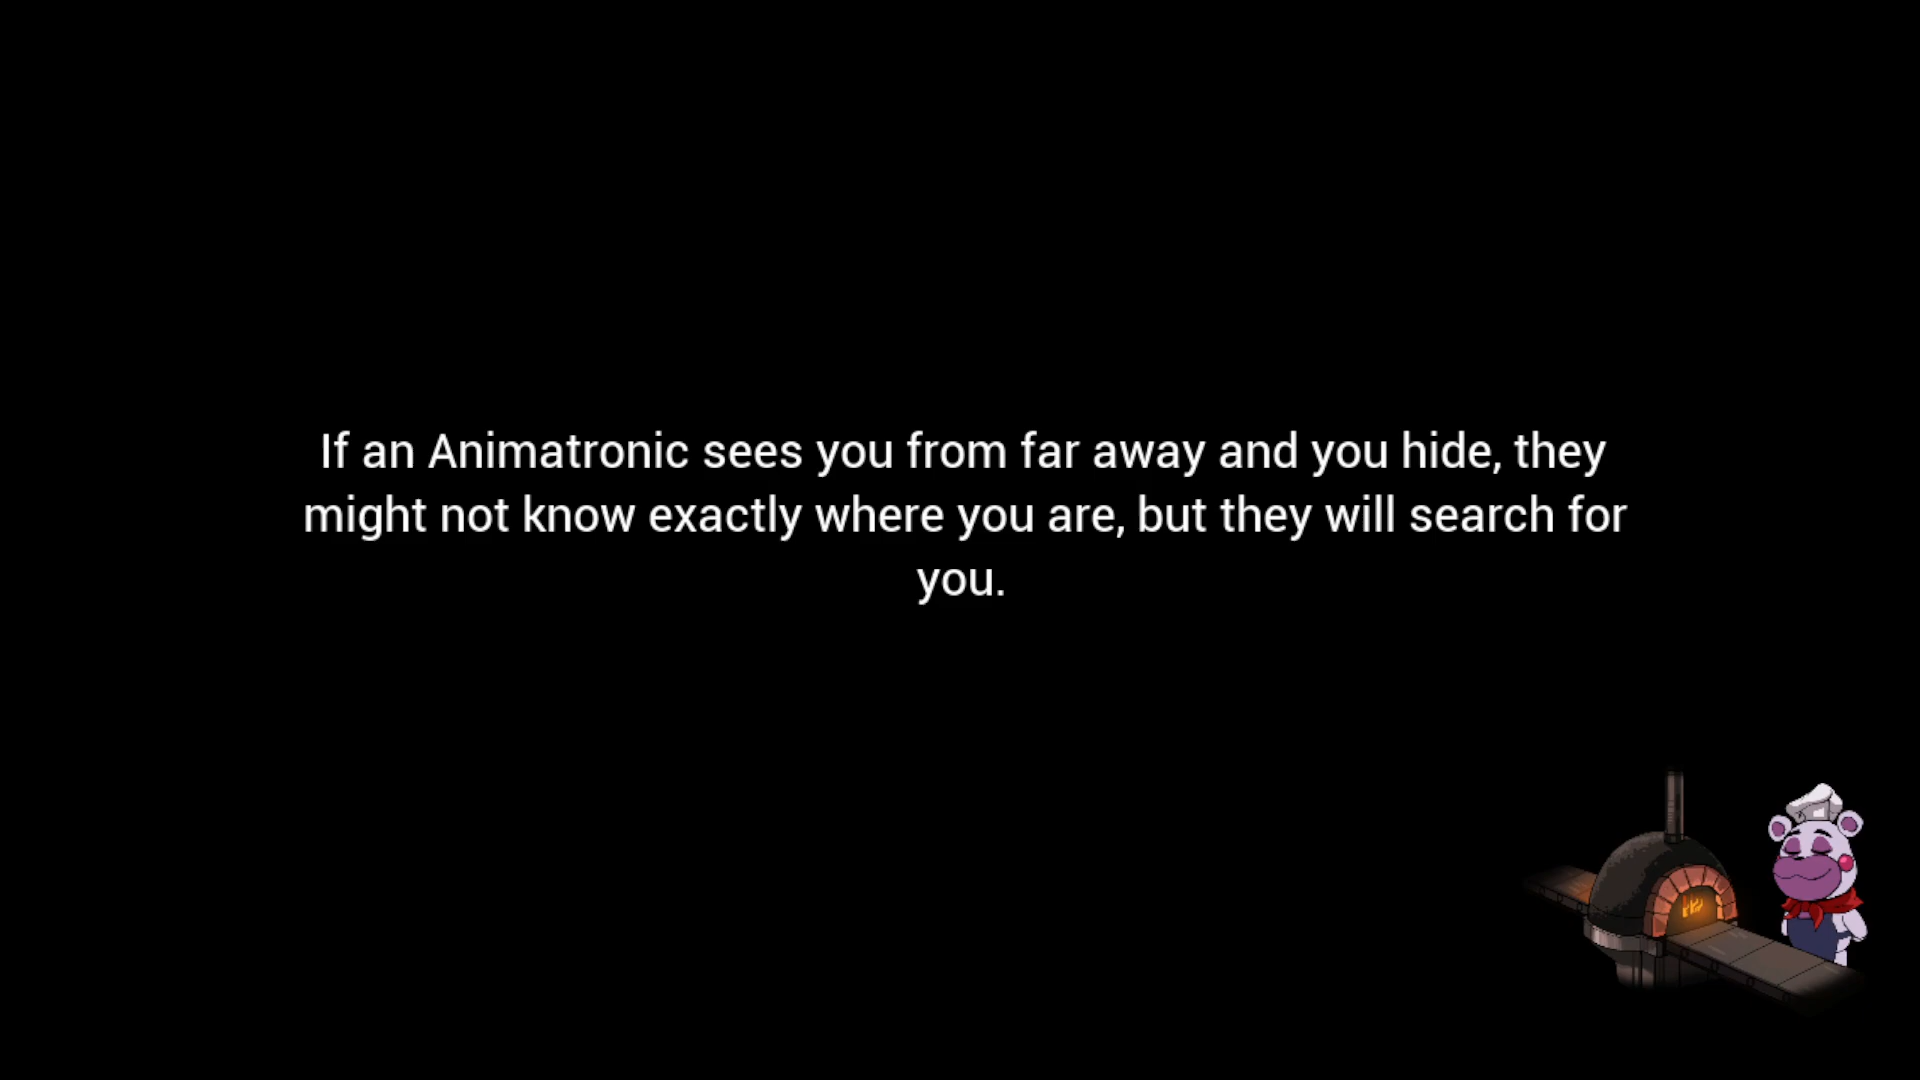 If an Animatronic sees you from far away and you hide, they
might not know exactly where you are, but they will search for
you.